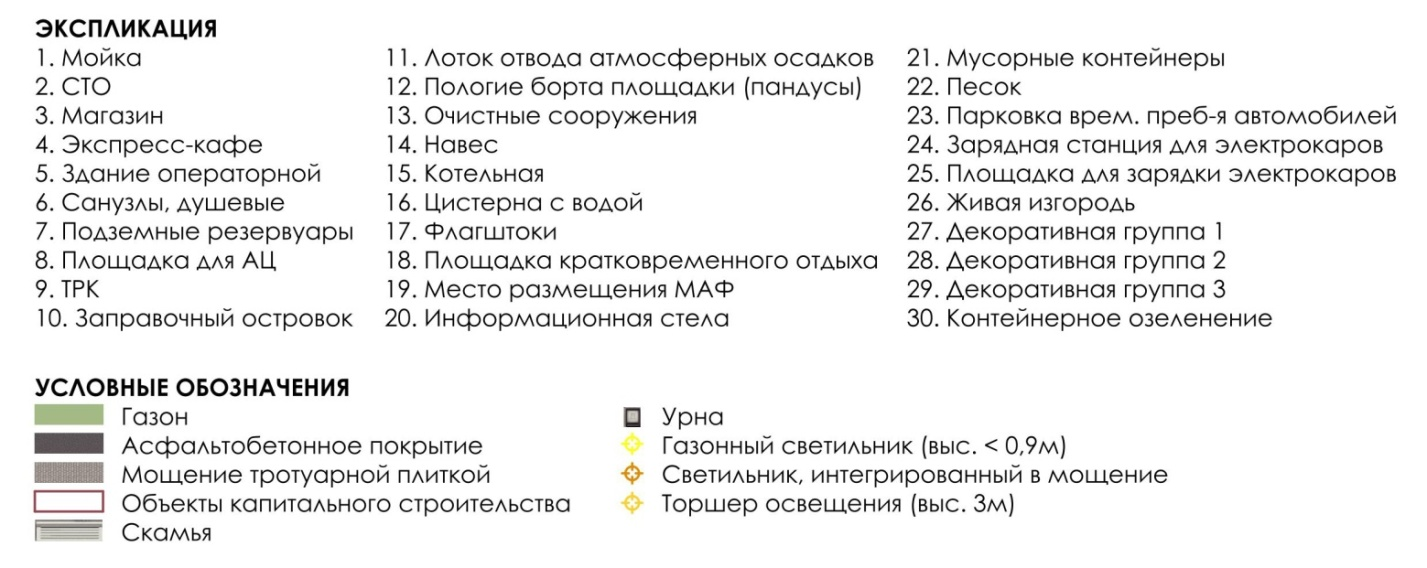 ЭКСПЛИКАЦИЯ
1. Мойка
2. СТО
3. Магазин
4. Экспресс-кафе
5. Здание операторной
6. Санузлы, душевые
7. Подземные резервуары
8. Площадка для АЦ
9. ТРК
10. Заправочный островок
11. Лоток отвода атмосферных осадков
12. Пологие борта площадки (пандусы)
13. Очистные сооружения
14. Навес
15. Котельная
16. Цистерна с водой
17. Флагштоки
18. Площадка кратковременного отдыха
19. Место размещения МАФ
20. Информационная стела
21. Мусорные контейнеры
22. Песок
23. Парковка врем. преб-я автомобилей
24. Зарядная станция для электрокаров
25. Площадка для зарядки электрокаров
26. Живая изгородь
27. Декоративная группа 1
28. Декоративная группа 2
29. Декоративная группа 3
30. Контейнерное озеленение
УСЛОВНЫЕ ОБОЗНАЧЕНИЯ
Газон
Асфальтобетонное покрытие
Мощение тротуарной плиткой
Объекты капитального строительства
Скамья
Урна
Газонный светильник (выс. < 0,9м)
Светильник, интегрированный в мощение
Торшер освещения (выс. 3м)